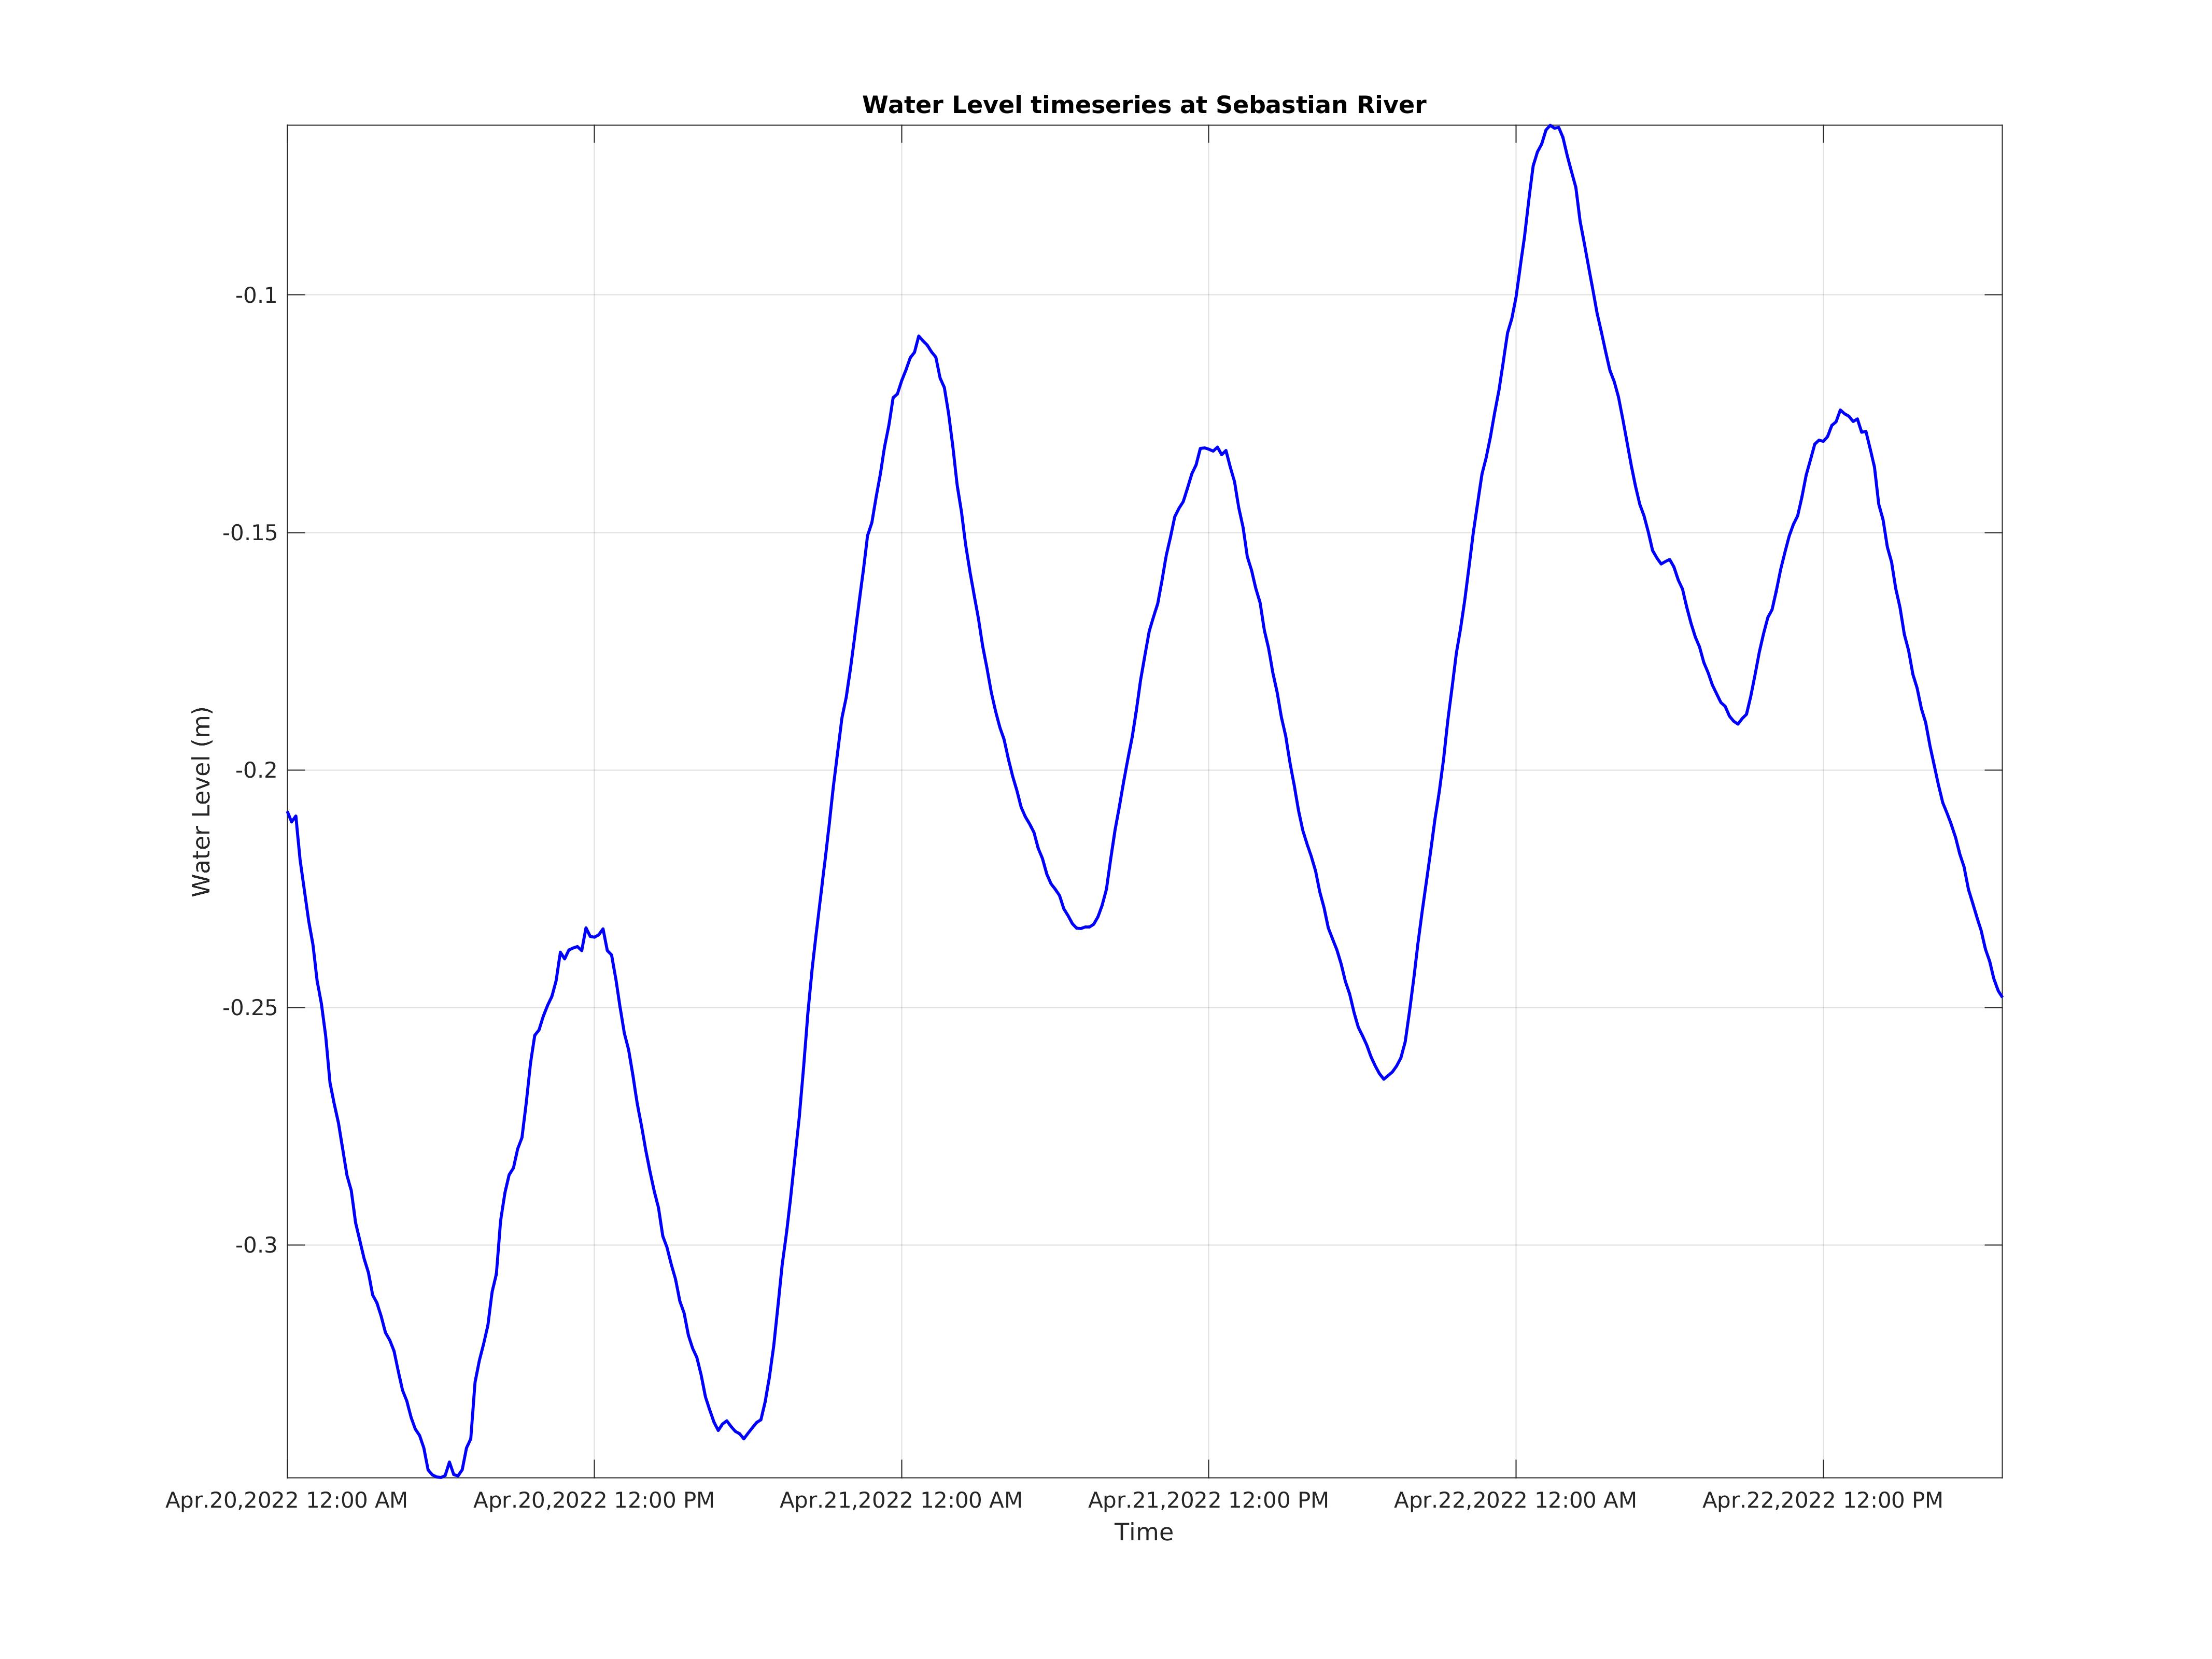 Water Level timeseries at Sebastian River
-0.1
-0.15
-0.2
-0.25
-0.3
Water Level (m)
Apr.20,2022 12:00 AM Apr.20,2022 12:00 PM Apr.21,2022 12:00 AM Apr.21,2022 12:00 PM Apr.22,2022 12:00 AM Apr.22,2022 12:00 PM
Time